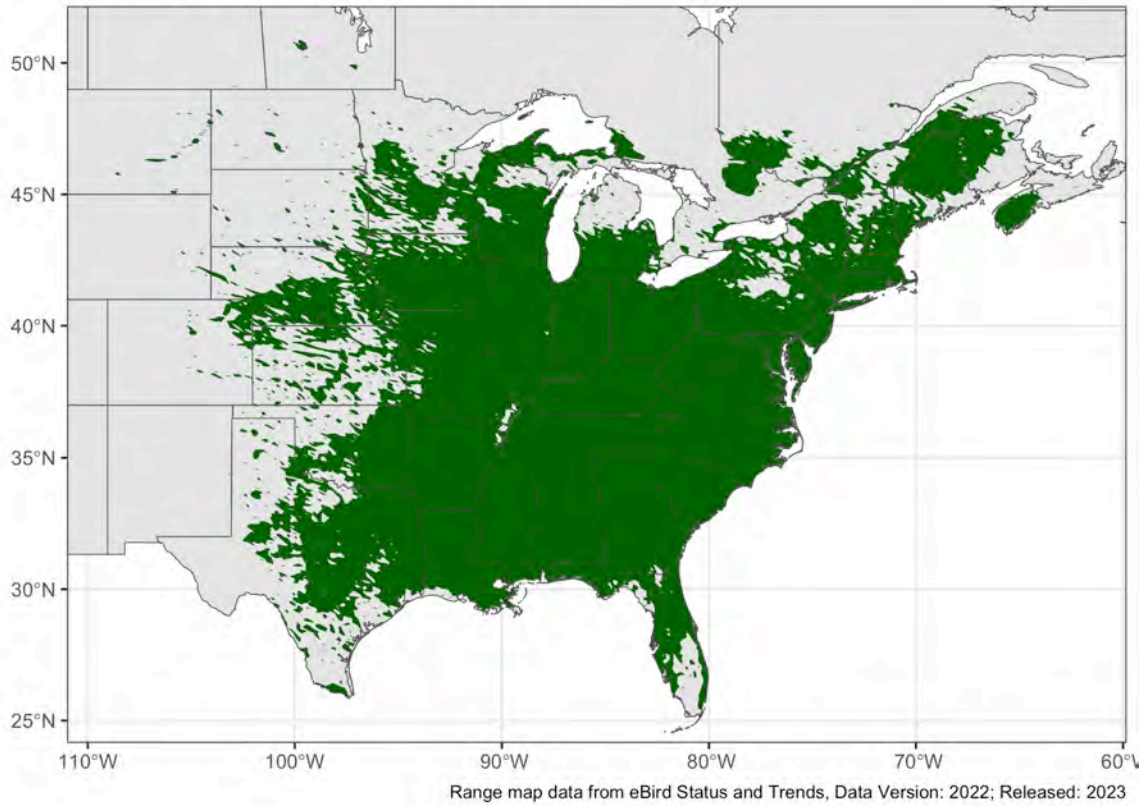 50°N
45°N
40°N
35°N
30°N
25°N
110°W 100°W 90°W 80°W 70°W 60°W
Range map data from eBird Status and Trends, Data Version: 2022; Released: 2023